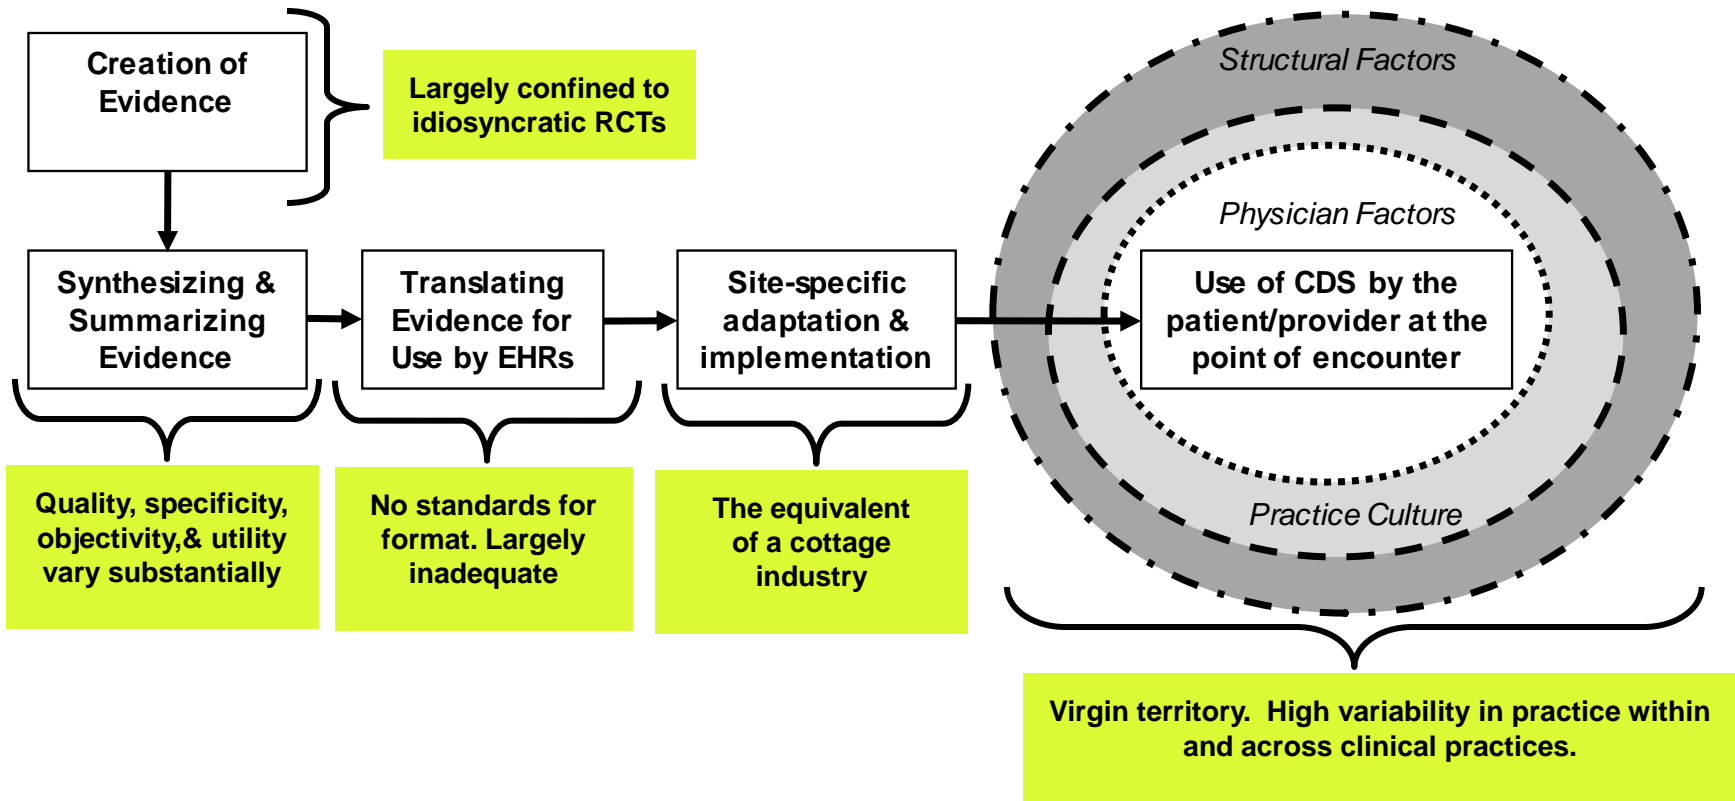 Creation of
Evidence
Largely confined to
idiosyncratic RCTs
Structural Factors
Physician Factors
Synthesizing &
Summarizing
Evidence
Translating
Evidence for
Use by EHRs
Site-specific
adaptation &
implementation
Use of CDS by the
patient/provider at the
point of encounter
Practice Culture
Quality, specificity,
objectivity,& utility
vary substantially
No standards for
format. Largely
inadequate
The equivalent
of a cottage
industry
Virgin territory.  High variability in practice within
and across clinical practices.